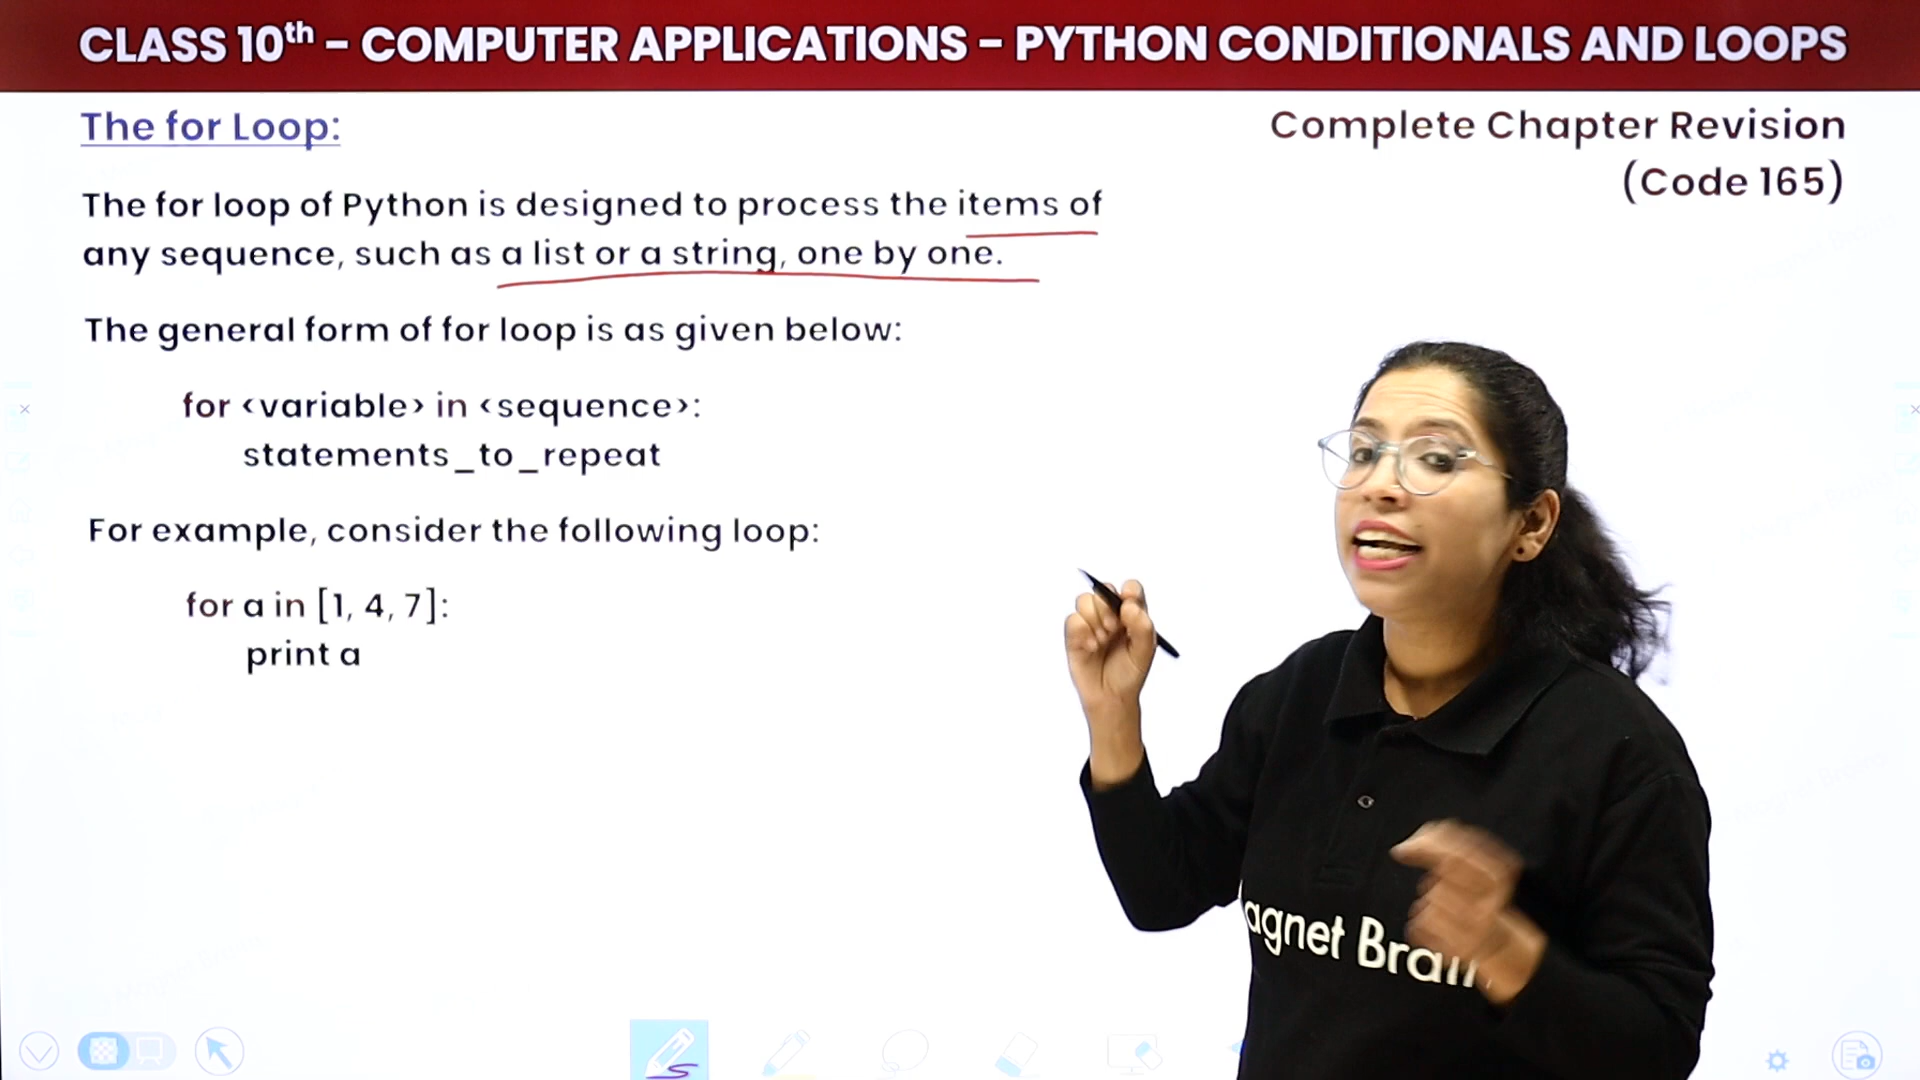 CLASS 10th – COMPUTER APPLICATIONS – PYTHON CONDITIONALS AND LOOPS
The for Loop:
Complete Chapter Revision
(Code 165)
The for loop of Python is designed to process the items of
any sequence, such as a list or a string, one by one.
The general form of for loop is as given below:
for <variable> in <sequence>:
statements_to_repeat
For example, consider the following loop:
for a in [1, 4, 7]:
print a
agnet Brain